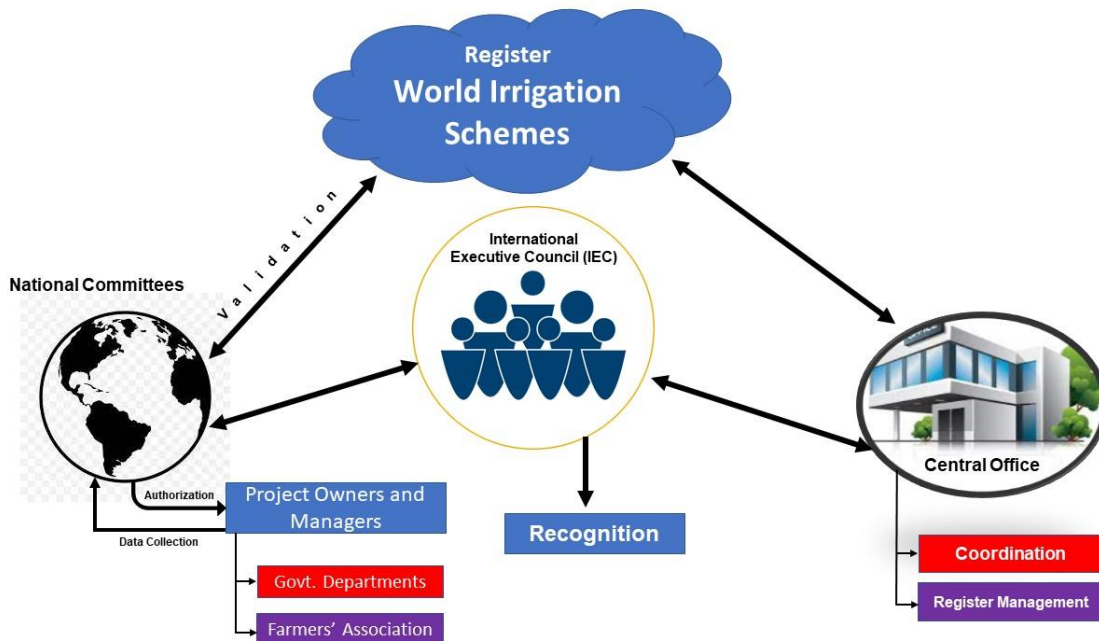 Register
World Irrigation
Schemes
Validation
National Committees
International
Executive Council (IEC)
OFFICE
Central Office
Authorization
Data Collection
Project Owners and
Managers
Govt. Departments
Farmers’ Association
Recognition
Coordination
Register Management